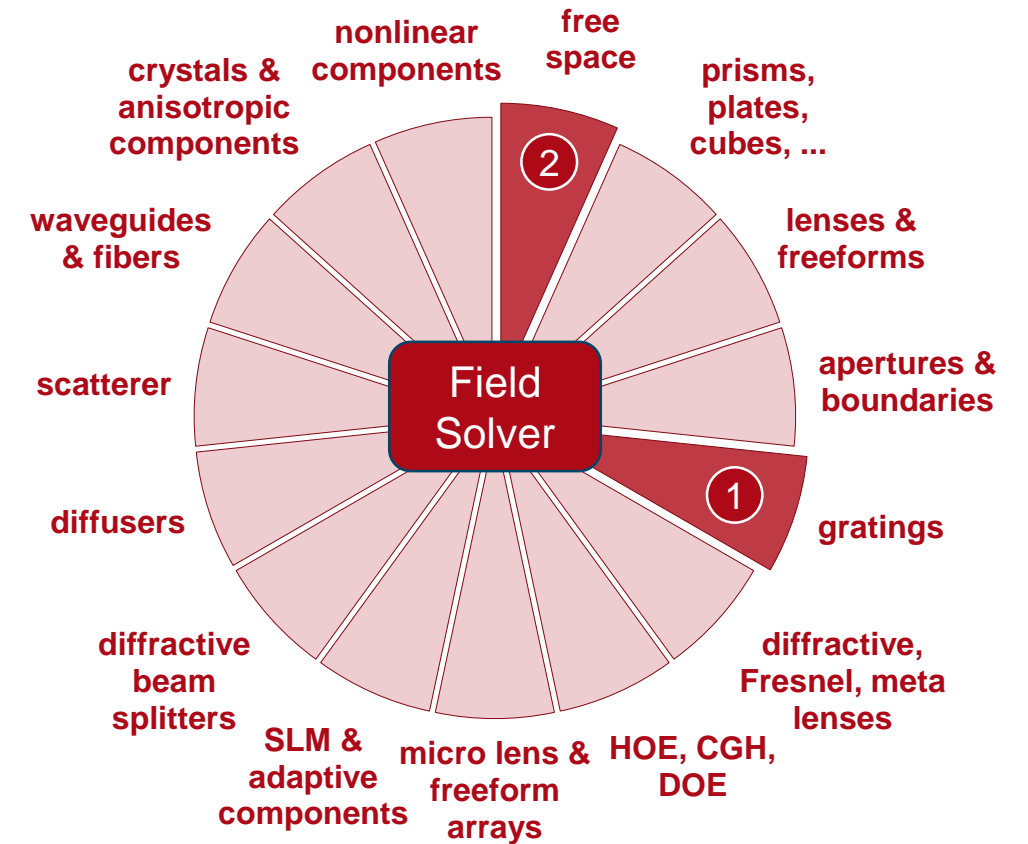 free
space
prisms,
plates,
cubes, ...
lenses &
freeforms
apertures &
boundaries
gratings
diffractive,
Fresnel, meta
lenses
HOE, CGH,
DOE
micro lens &
freeform
arrays
SLM &
adaptive
components
diffractive
beam
splitters
diffusers
scatterer
waveguides
& fibers
crystals &
anisotropic
components
nonlinear
components
2
1
Field
Solver